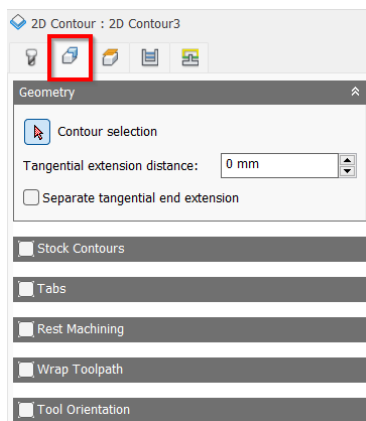 2D Contour : 2D Contour3
Geometry
Contour selection
Tangential extension distance: 0 mm
Separate tangential end extension
Stock Contours
Tabs
Rest Machining
Wrap Toolpath
Tool Orientation